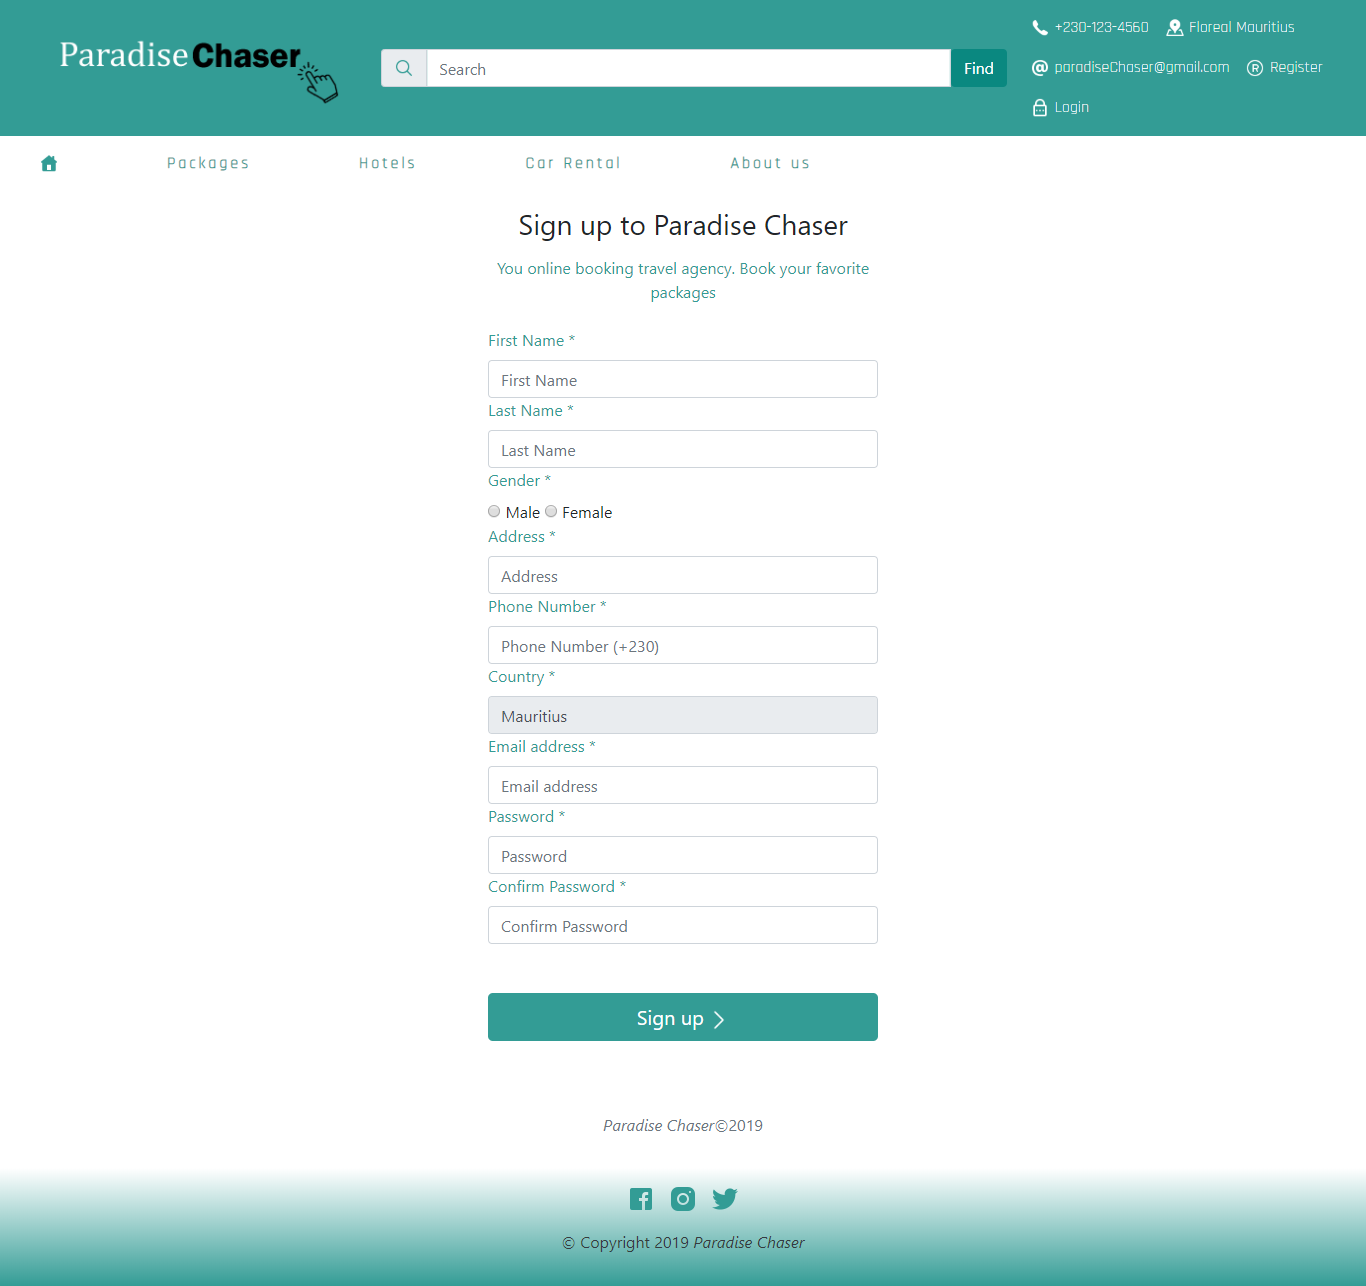 Paradise Chaser
Search
Find
+230-123-4560 Floreal Mauritius
paradiseChaser@gmail.com Register
Login
Packages Hotels Car Rental About us
Sign up to Paradise Chaser
You online booking travel agency. Book your favorite
packages
First Name *
First Name
Last Name *
Last Name
Gender *
Male Female
Address *
Address
Phone Number *
Phone Number (+230)
Country *
Mauritius
Email address *
Email address
Password *
Password
Confirm Password *
Confirm Password
Sign up
Paradise Chaser©2019
© Copyright 2019 Paradise Chaser